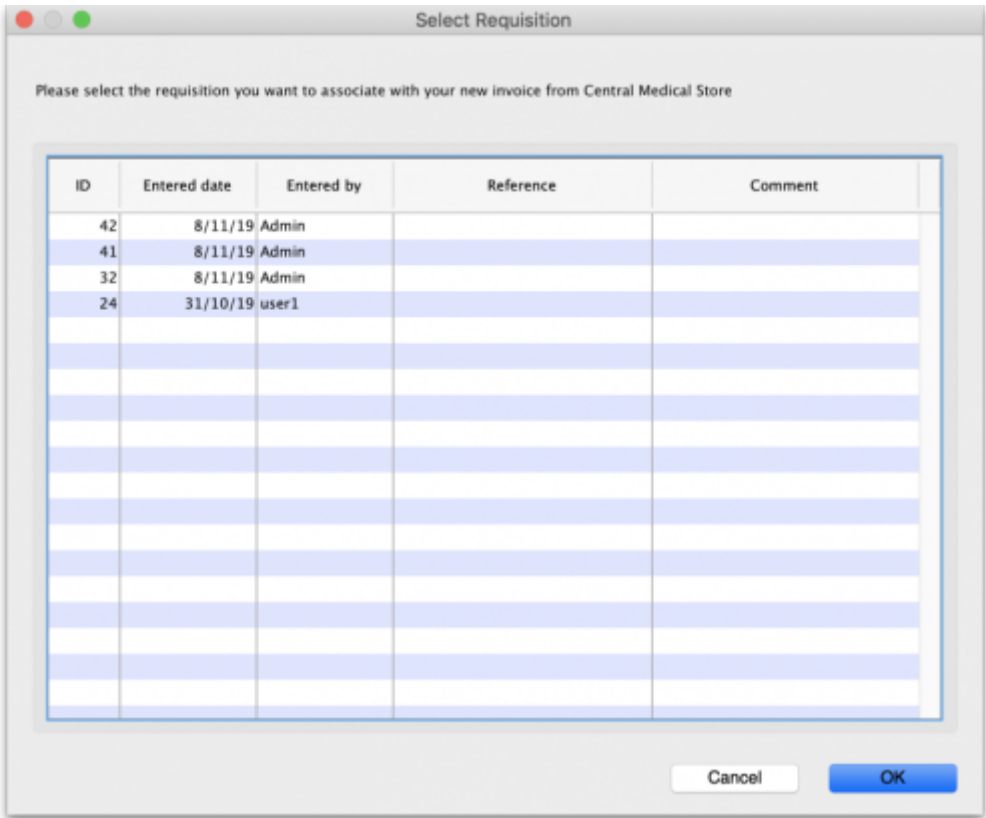 Select Requisition
Please select the requisition you want to associate with your new invoice from Central Medical Store
ID Entered date Entered by Reference Comment
42 8/11/19 Admin
41 8/11/19 Admin
32 8/11/19 Admin
24 31/10/19 user1
Cancel OK